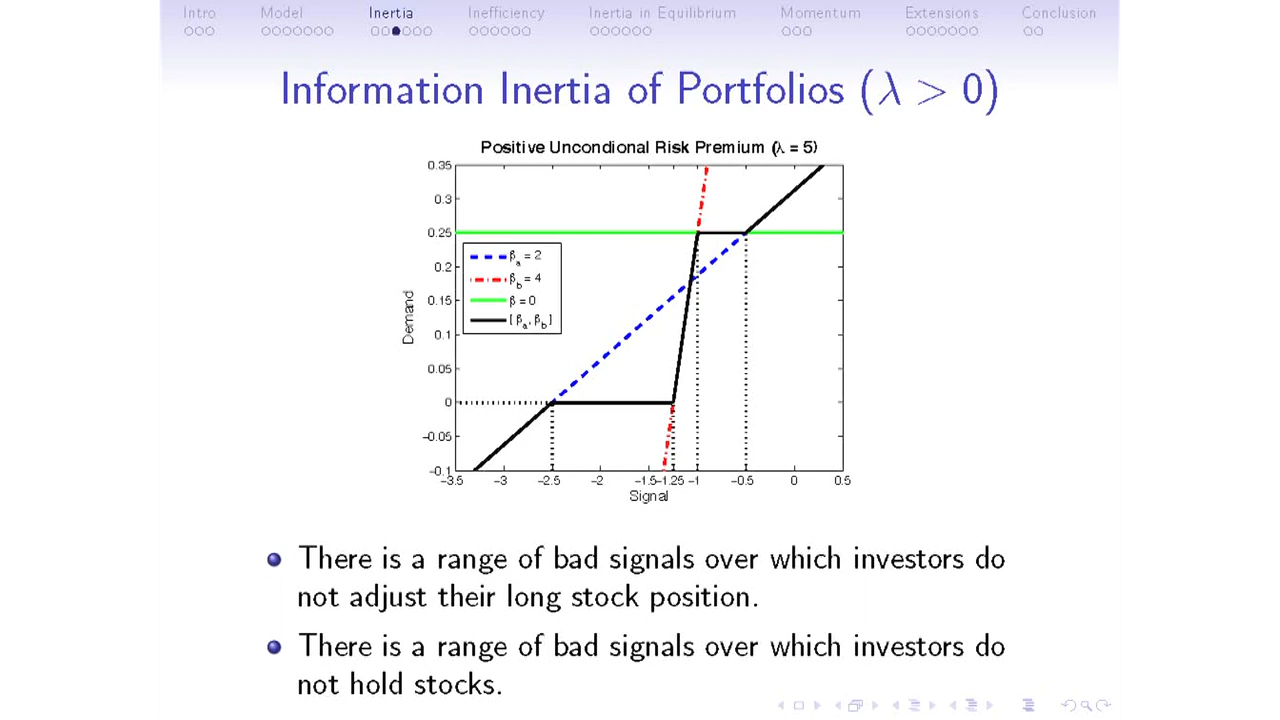 Intro Model Inertia Inefficiency Inertia in Equilibrium Momentum Extensions Conclusion
Information Inertia of Portfolios (λ > 0)
Positive Uncondional Risk Premium (λ = 5)
0.35
0.3
0.25
0.2
0.15
0.1
0.05
0
−0.05
−0.1
Demand
βa = 2
βb = 4
β = 0
[ βa, βb ]
−3.5 −3 −2.5 −2 −1.5 −1.25 −1 −0.5 0 0.5
Signal
There is a range of bad signals over which investors do
not adjust their long stock position.
There is a range of bad signals over which investors do
not hold stocks.